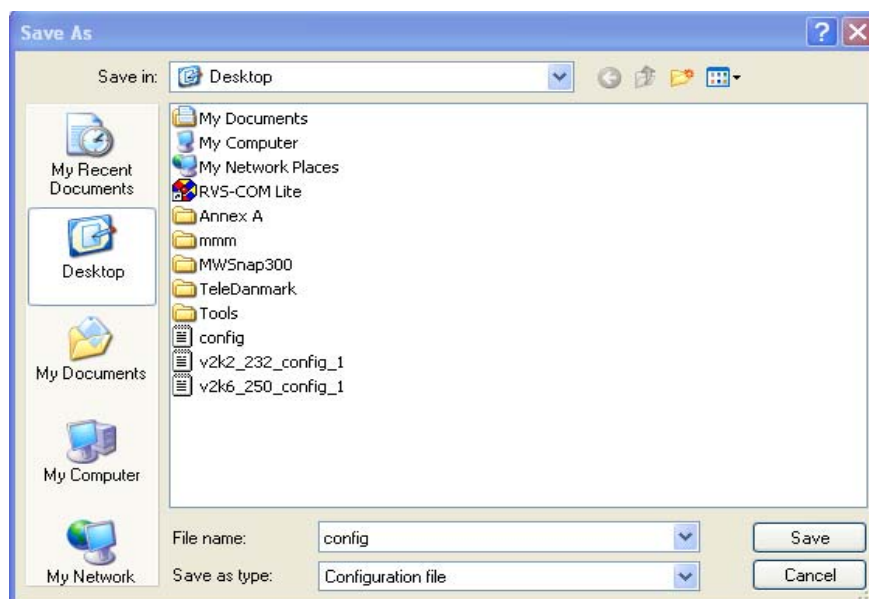 Save As
Save in:
Desktop
My Recent
Documents
Desktop
My Documents
My Computer
My Network
My Documents
My Computer
My Network Places
RVS-COM Lite
Annex A
mmm
MWSnap300
TeleDanmark
Tools
config
v2k2_232_config_1
v2k6_250_config_1
File name:
config
Save
Save as type:
Configuration file
Cancel